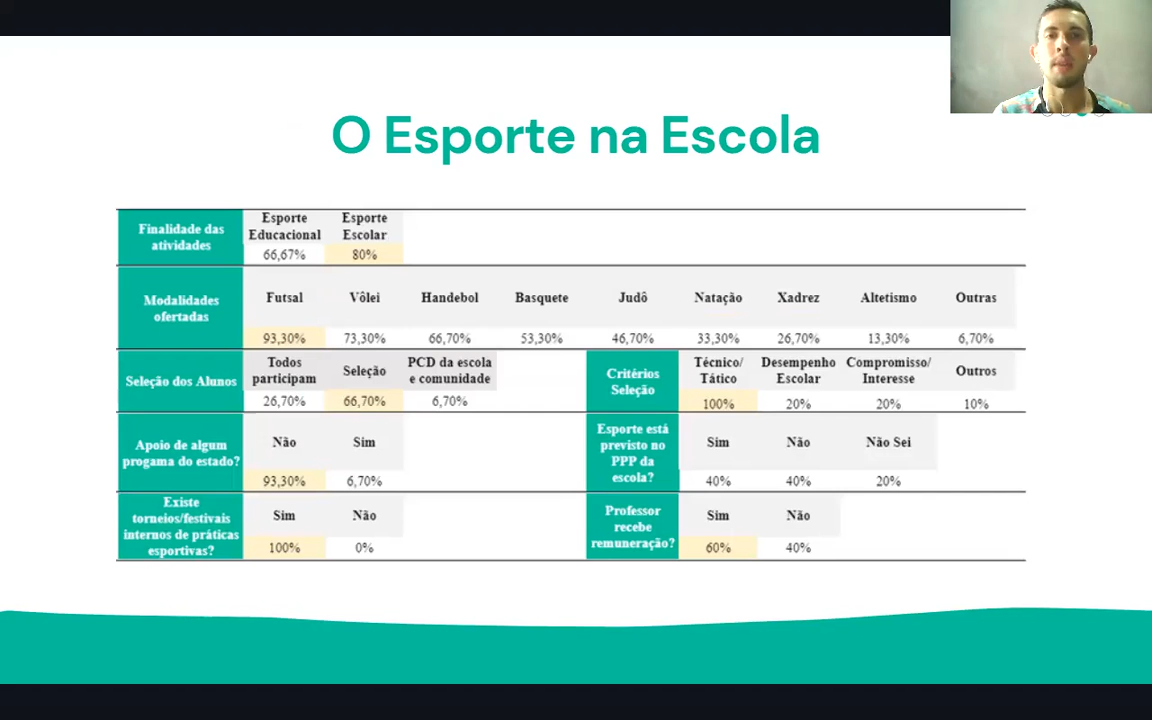 O Esporte na Escola
Finalidade das
atividades
Esporte
Educacional
Esporte
Escolar
66,67%
80%
Modalidades
ofertadas
Futsal
Vôlei
Handebol
Basquete
Judô
Natação
Xadrez
Altetismo
Outras
93,30%
73,30%
66,70%
53,30%
46,70%
33,30%
26,70%
13,30%
6,70%
Seleção dos Alunos
Todos
participam
Seleção
PCD da escola
e comunidade
26,70%
66,70%
6,70%
Critérios
Seleção
Técnico/
Tático
Desempenho
Escolar
Compromisso/
Interesse
Outros
100%
20%
20%
10%
Apoio de algum
progama do estado?
Não
Sim
93,30%
6,70%
Esporte está
previsto no
PPP da
escola?
Sim
Não
Não Sei
40%
40%
20%
Existe
torneios/festivais
internos de práticas
esportivas?
Sim
Não
100%
0%
Professor
recebe
remuneração?
Sim
Não
60%
40%